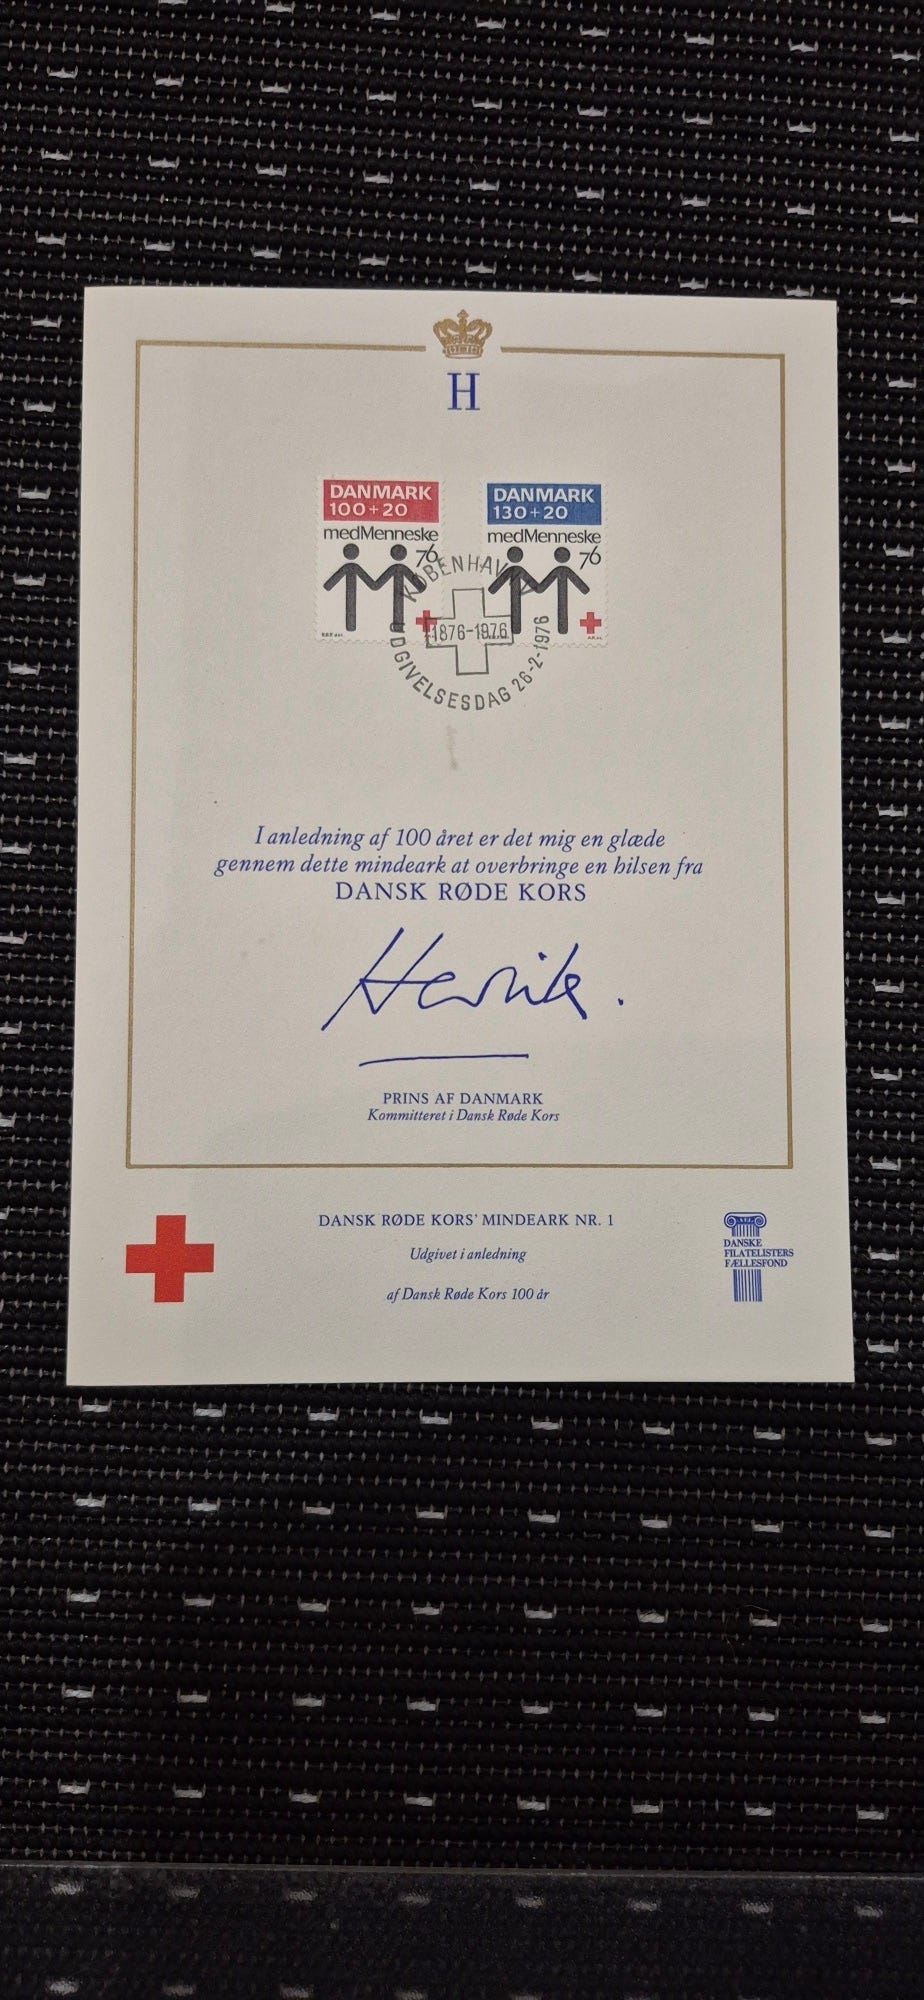 H
DANMARK
100+20
medMenneske
76
DANMARK
130+20
medMenneske
76
KØBENHAVN
1876-1976
UDGIVELSESDAG 26-2-1976
I anledning af 100 året er det mig en glæde
gennem dette mindeark at overbringe en hilsen fra
DANSK RØDE KORS
Henrik.
PRINS AF DANMARK
Kommitteret i Dansk Røde Kors
DANSK RØDE KORS' MINDEARK NR. 1
Udgivet i anledning
af Dansk Røde Kors 100 år
DANSKE
FILATELISTERS
FÆLLESFOND